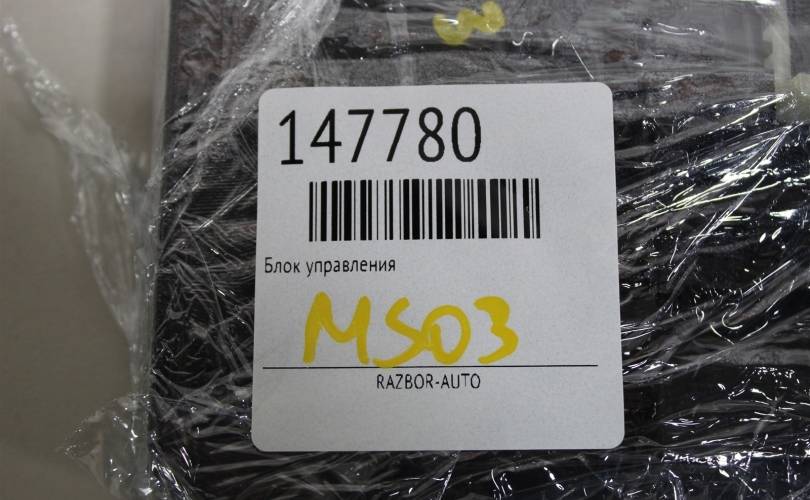 147780
Блок управления
MS03
RAZBOR-AUTO